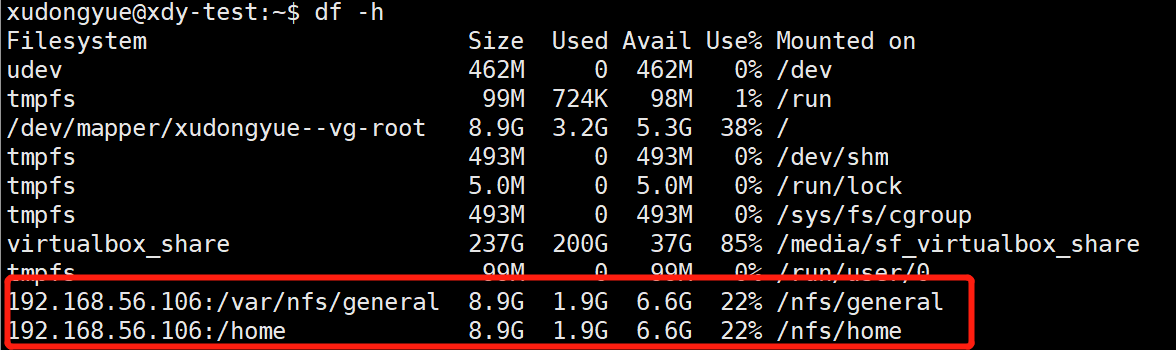 xudongyue@xdy-test:~$ df -h
Filesystem                       Size  Used Avail Use% Mounted on
udev                             462M     0  462M   0% /dev
tmpfs                             99M  724K   98M   1% /run
/dev/mapper/xudongyue--vg-root   8.9G  3.2G  5.3G  38% /
tmpfs                            493M     0  493M   0% /dev/shm
tmpfs                            5.0M     0  5.0M   0% /run/lock
tmpfs                            493M     0  493M   0% /sys/fs/cgroup
virtualbox_share                 237G  200G   37G  85% /media/sf_virtualbox_share
tmpfs                             99M     0   99M   0% /run/user/0
192.168.56.106:/var/nfs/general  8.9G  1.9G  6.6G  22% /nfs/general
192.168.56.106:/home             8.9G  1.9G  6.6G  22% /nfs/home